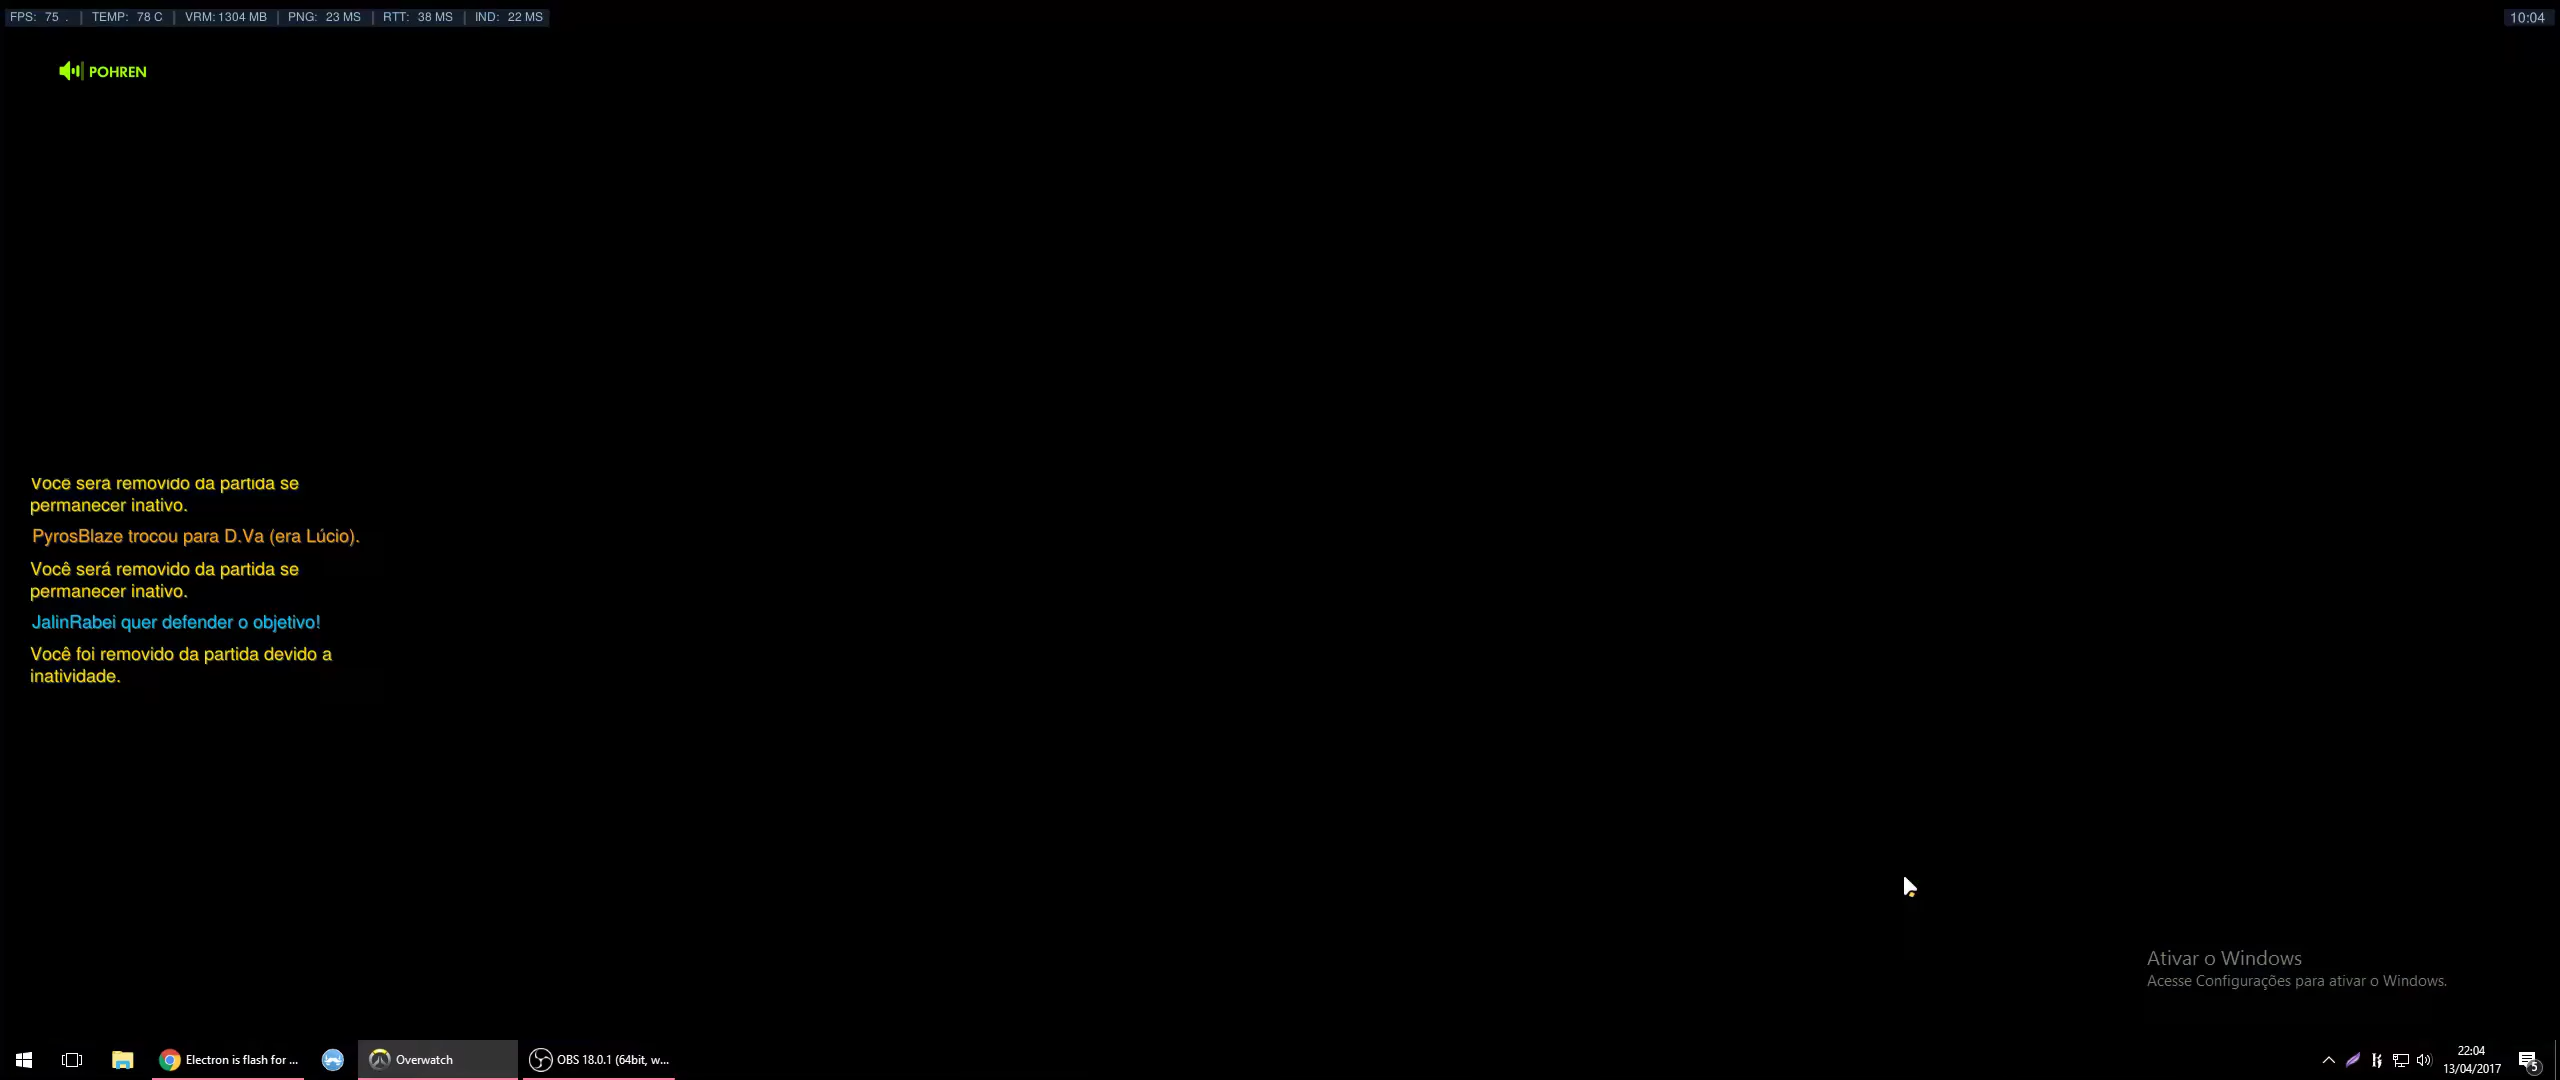 FPS: 75 . | TEMP: 78 C | VRM: 1304 MB | PNG: 23 MS | RTT: 38 MS | IND: 22 MS
10:04
POHREN
Você será removido da partida se
permanecer inativo.
PyrosBlaze trocou para D.Va (era Lúcio).
Você será removido da partida se
permanecer inativo.
JalinRabei quer defender o objetivo!
Você foi removido da partida devido a
inatividade.
Ativar o Windows
Acesse Configurações para ativar o Windows.
Electron is flash for ...
Overwatch
OBS 18.0.1 (64bit, w...
22:04
13/04/2017
5